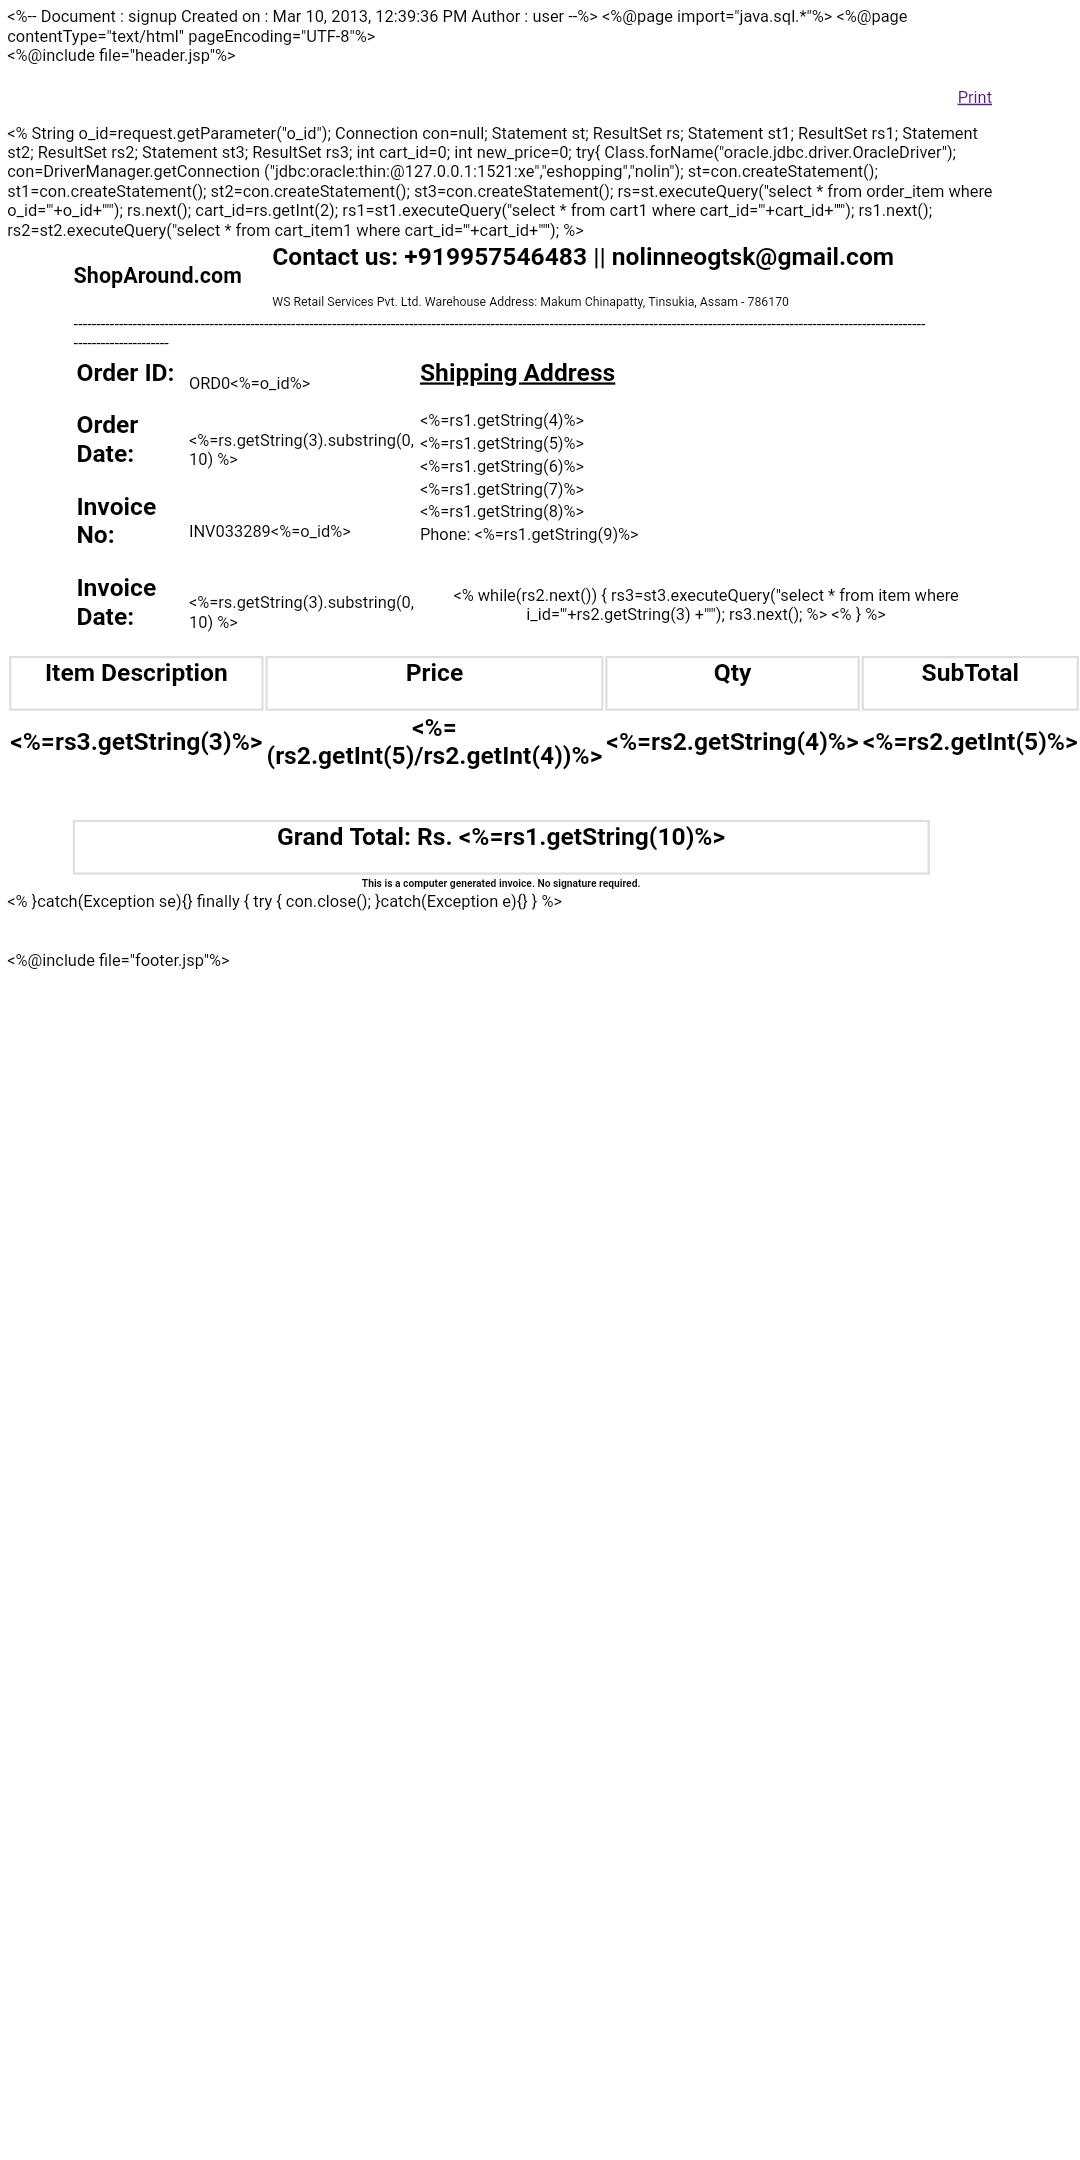 <%-- Document : signup Created on : Mar 10, 2013, 12:39:36 PM Author : user --%> <%@page import="java.sql.*"%> <%@page
contentType="text/html" pageEncoding="UTF-8"%>
<%@include file="header.jsp"%>
Print
<% String o_id=request.getParameter("o_id"); Connection con=null; Statement st; ResultSet rs; Statement st1; ResultSet rs1; Statement
st2; ResultSet rs2; Statement st3; ResultSet rs3; int cart_id=0; int new_price=0; try{ Class.forName("oracle.jdbc.driver.OracleDriver");
con=DriverManager.getConnection ("jdbc:oracle:thin:@127.0.0.1:1521:xe","eshopping","nolin"); st=con.createStatement();
st1=con.createStatement(); st2=con.createStatement(); st3=con.createStatement(); rs=st.executeQuery("select * from order_item where
o_id='"+o_id+"'"); rs.next(); cart_id=rs.getInt(2); rs1=st1.executeQuery("select * from cart1 where cart_id='"+cart_id+"'"); rs1.next();
rs2=st2.executeQuery("select * from cart_item1 where cart_id='"+cart_id+"'"); %>
ShopAround.com
Contact us: +919957546483 || nolinneogtsk@gmail.com
WS Retail Services Pvt. Ltd. Warehouse Address: Makum Chinapatty, Tinsukia, Assam - 786170
--------------------------------------------------------------------------------------------------------------------------------------------------------------------------------------------
---------------------
Order ID:
ORD0<%=o_id%>
Order
Date:
<%=rs.getString(3).substring(0,
10) %>
Invoice
No:
INV033289<%=o_id%>
Invoice
Date:
<%=rs.getString(3).substring(0,
10) %>
Shipping Address
<%=rs1.getString(4)%>
<%=rs1.getString(5)%>
<%=rs1.getString(6)%>
<%=rs1.getString(7)%>
<%=rs1.getString(8)%>
Phone: <%=rs1.getString(9)%>
<% while(rs2.next()) { rs3=st3.executeQuery("select * from item where
i_id='"+rs2.getString(3) +"'"); rs3.next(); %> <% } %>
Item Description Price Qty SubTotal
<%=rs3.getString(3)%>
<%=
(rs2.getInt(5)/rs2.getInt(4))%>
<%=rs2.getString(4)%>
<%=rs2.getInt(5)%>
Grand Total: Rs. <%=rs1.getString(10)%>
This is a computer generated invoice. No signature required.
<% }catch(Exception se){} finally { try { con.close(); }catch(Exception e){} } %>
<%@include file="footer.jsp"%>